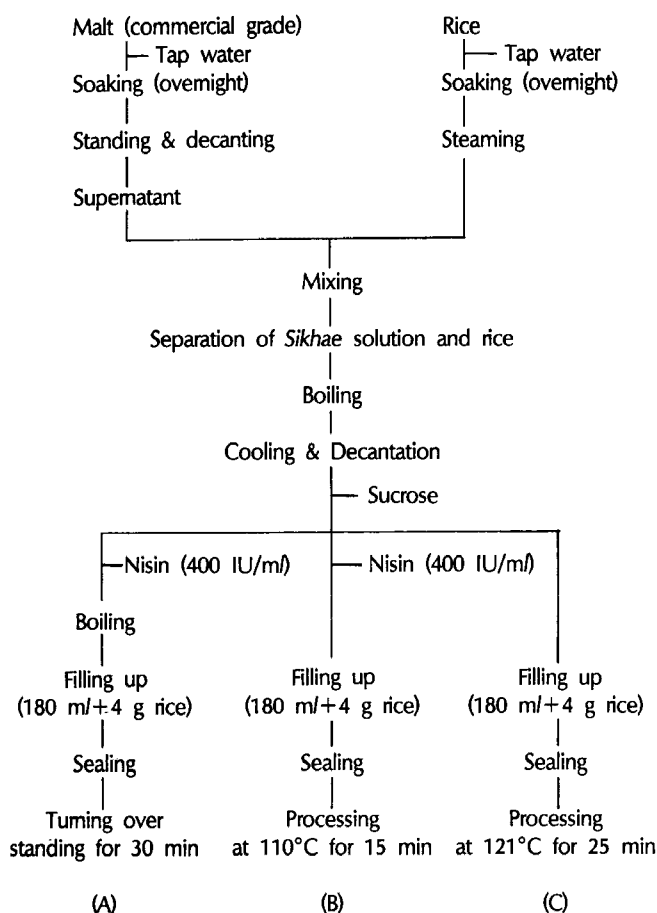 Malt (commercial grade)
Rice
Tap water
Tap water
Soaking (overnight)
Soaking (overnight)
Standing & decanting
Steaming
Supernatant
Mixing
Separation of Sikhae solution and rice
Boiling
Cooling & Decantation
Sucrose
Nisin (400 IU/ml)
Nisin (400 IU/ml)
Boiling
Filling up
(180 ml+4 g rice)
Filling up
(180 ml+4 g rice)
Filling up
(180 ml+4 g rice)
Sealing
Sealing
Sealing
Turning over
standing for 30 min
Processing
at 110°C for 15 min
Processing
at 121°C for 25 min
(A)
(B)
(C)